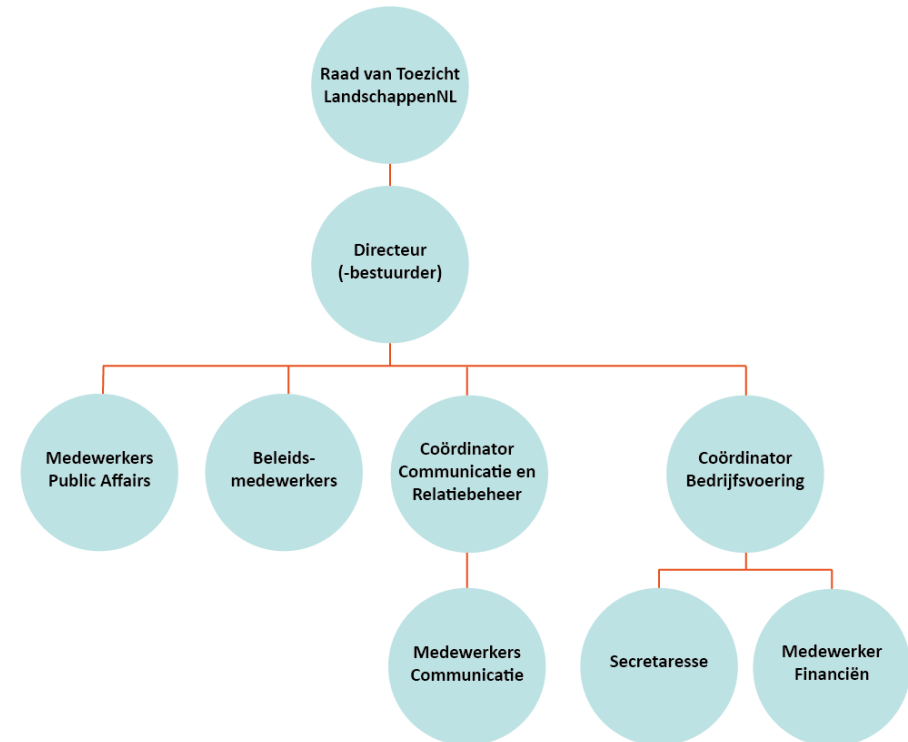 Raad van Toezicht
LandschappenNL
Directeur
(-bestuurder)
Medewerkers
Public Affairs
Beleids-
medewerkers
Coördinator
Communicatie en
Relatiebeheer
Coördinator
Bedrijfsvoering
Medewerkers
Communicatie
Secretaresse
Medewerker
Financiën